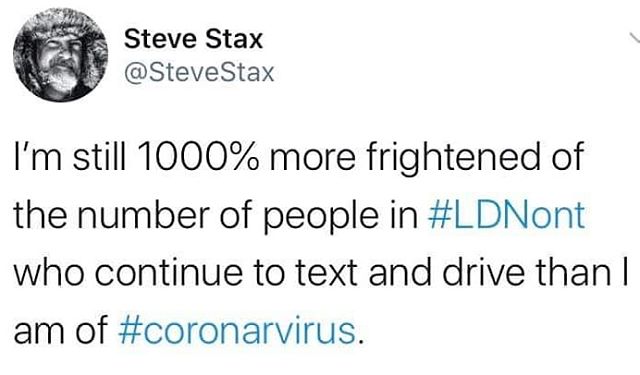 Steve Stax
@SteveStax
I'm still 1000% more frightened of
the number of people in #LDNont
who continue to text and drive than I
am of #coronarvirus.